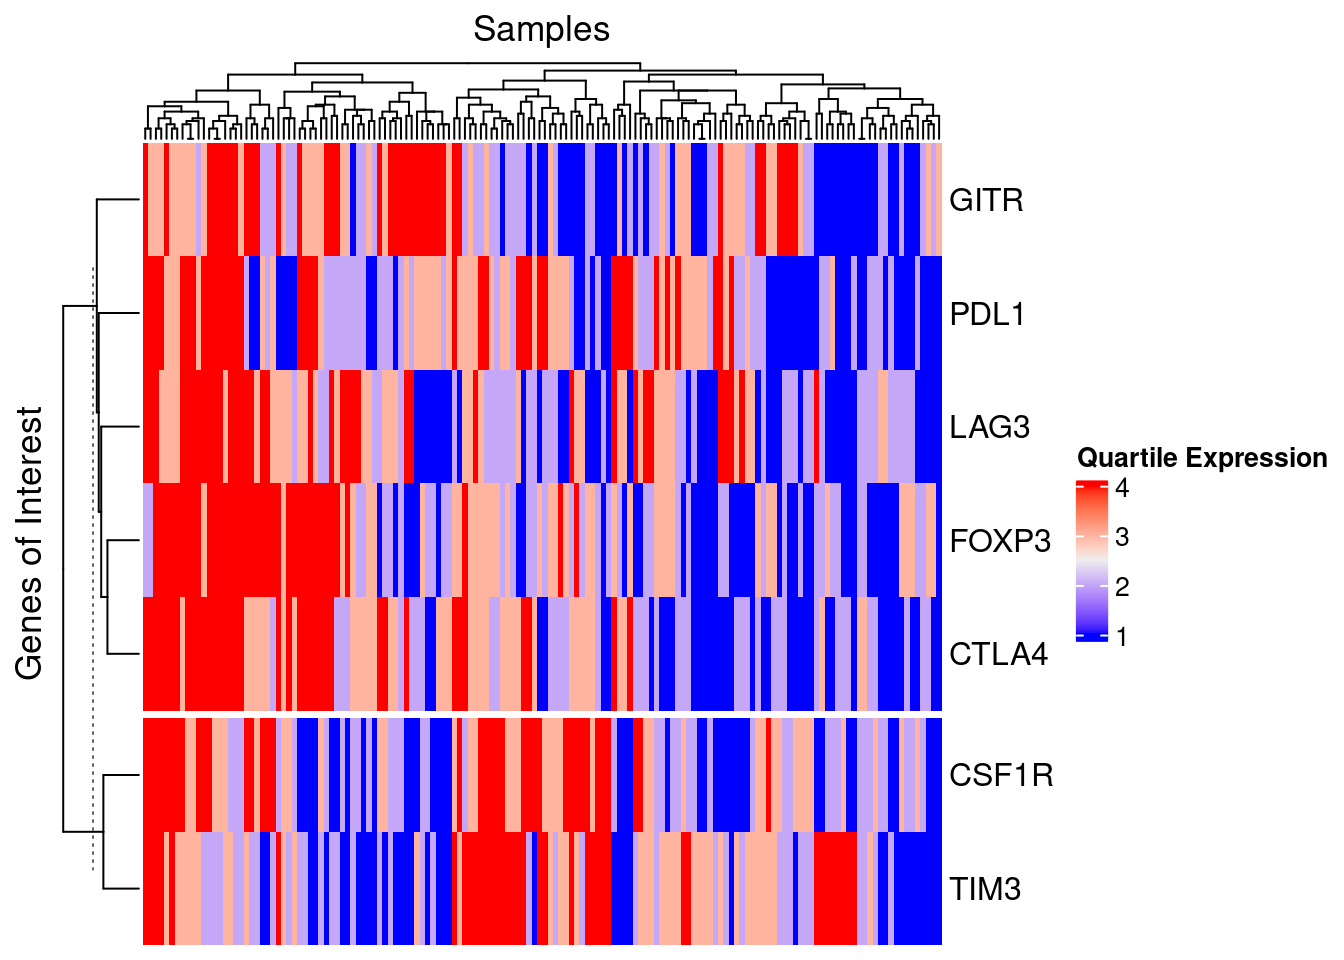 Samples
Genes of Interest
GITR
PDL1
LAG3
FOXP3
CTLA4
CSF1R
TIM3
Quartile Expression
4
3
2
1